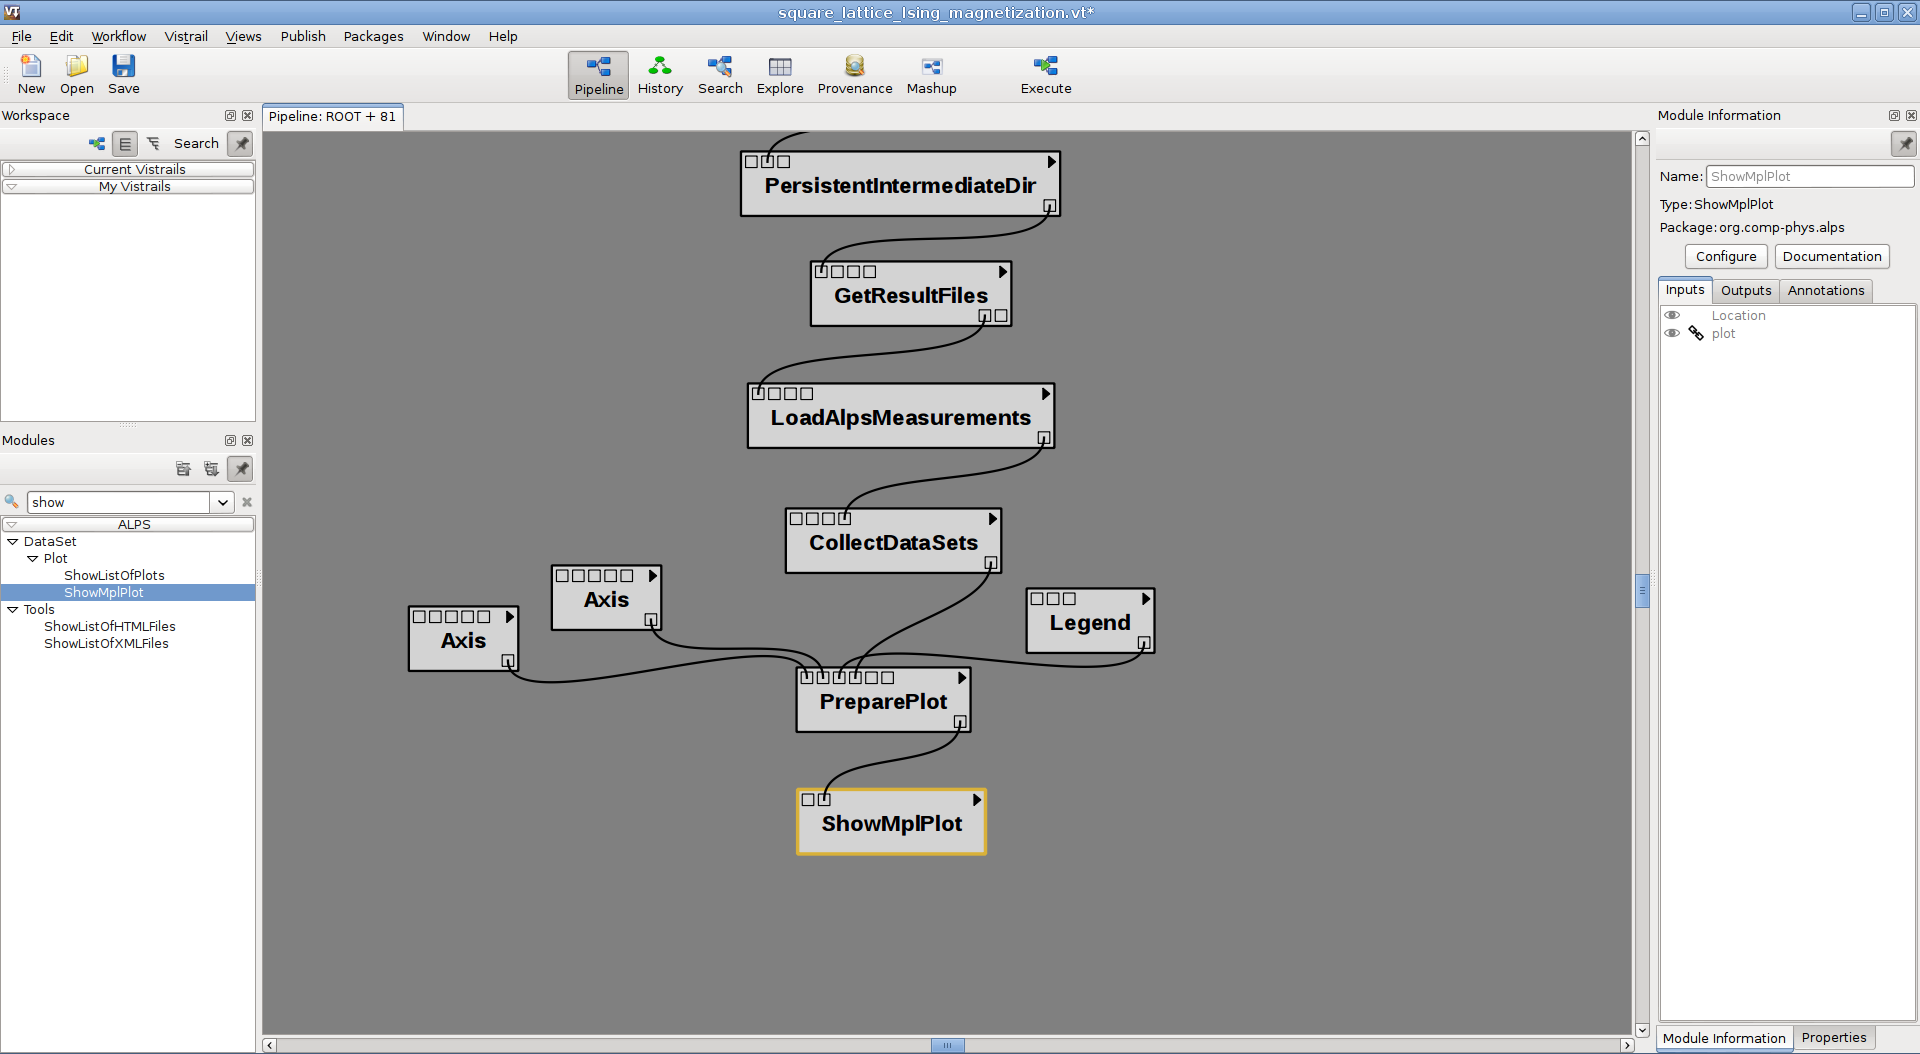 VT
square_lattice_Ising_magnetization.vt*
File Edit Workflow Vistrail Views Publish Packages Window Help
New Open Save Pipeline History Search Explore Provenance Mashup Execute
Workspace
Search
Current Vistrails
My Vistrails
Modules
show
ALPS
DataSet
Plot
ShowListOfPlots
ShowMplPlot
Tools
ShowListOfHTMLFiles
ShowListOfXMLFiles
Pipeline: ROOT + 81
PersistentIntermediateDir
GetResultFiles
LoadAlpsMeasurements
CollectDataSets
Axis
Axis
Legend
PreparePlot
ShowMplPlot
Module Information
Name: ShowMplPlot
Type: ShowMplPlot
Package: org.comp-phys.alps
Configure Documentation
Inputs Outputs Annotations
Location
plot
Module Information Properties